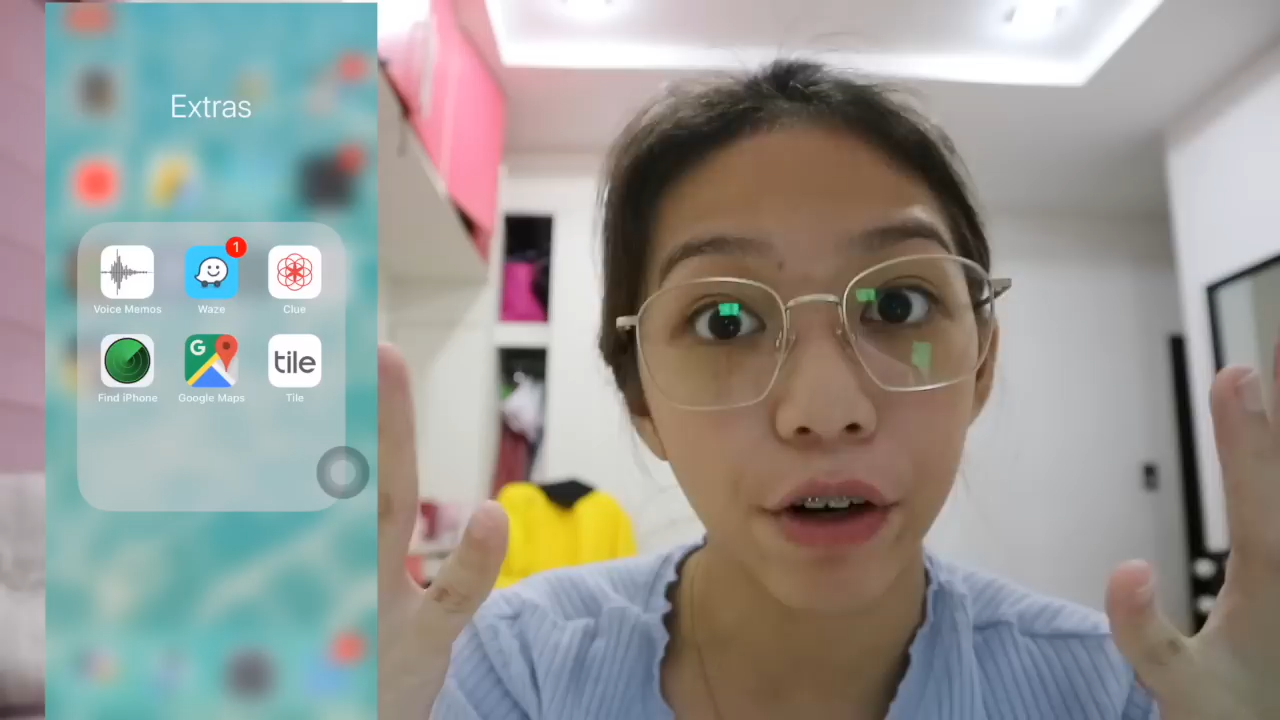 Extras
1
Voice Memos
Waze
Clue
G
tile
Find iPhone
Google Maps
Tile